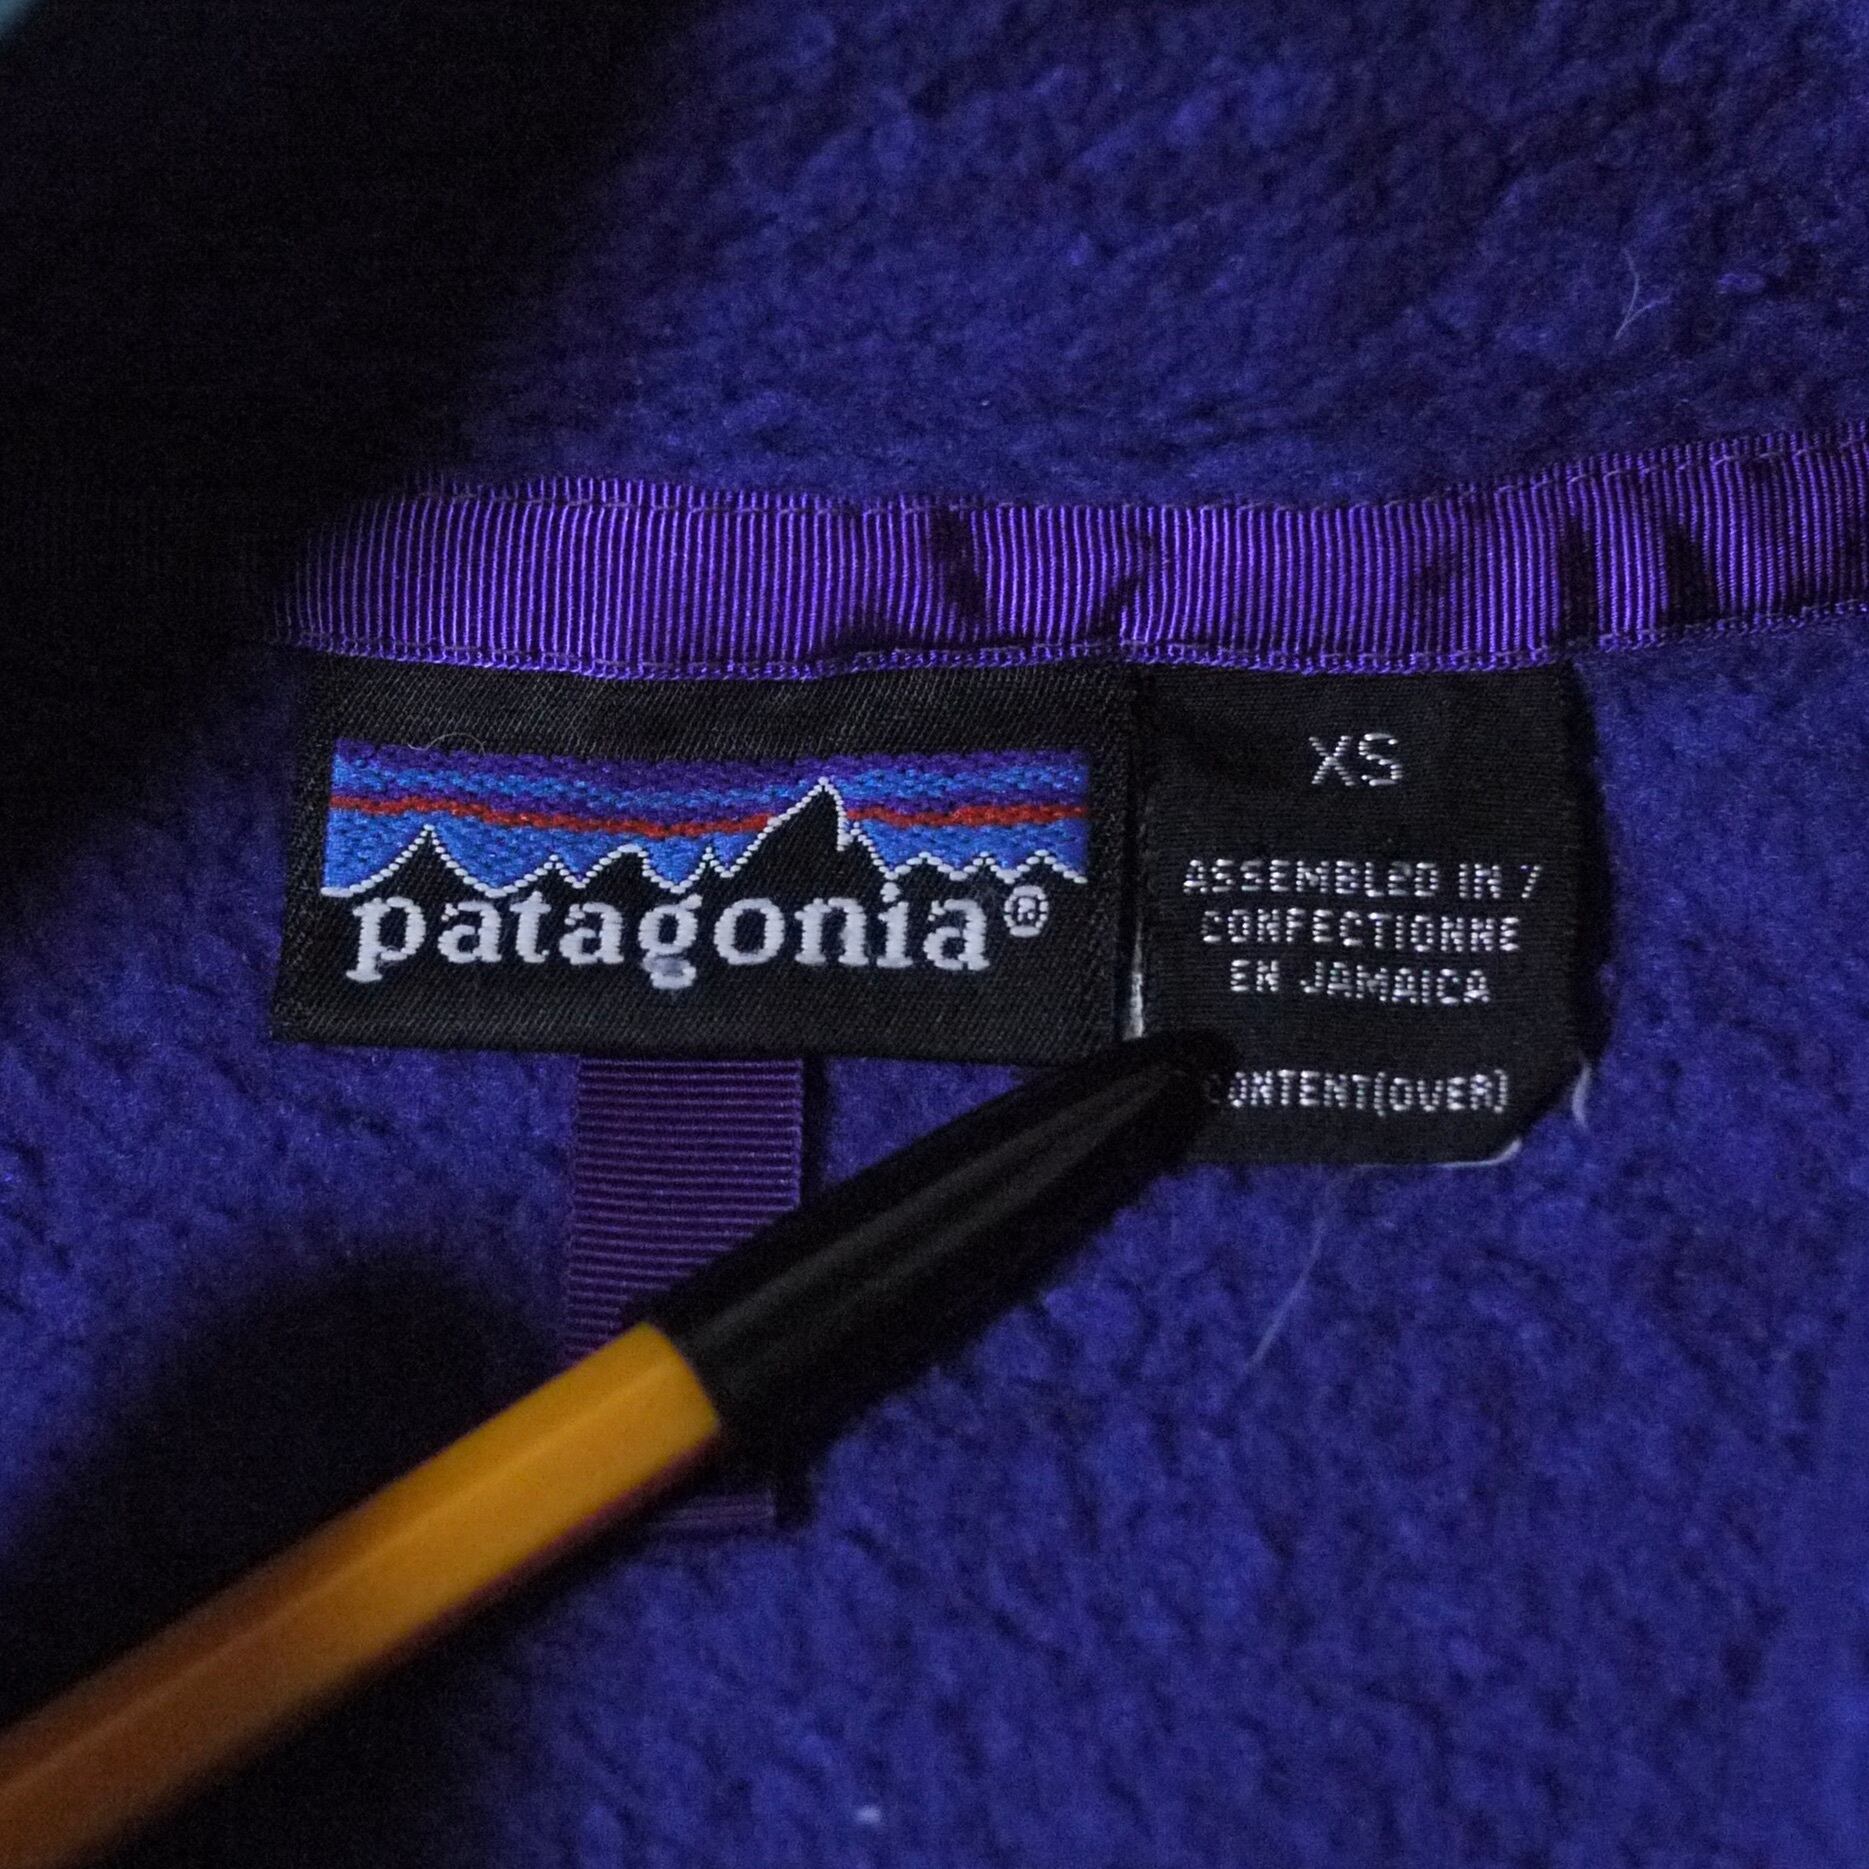 patagonia®
XS
ASSEMBLED IN /
CONFECTIONNE
EN JAMAICA
CONTENT(OVER)